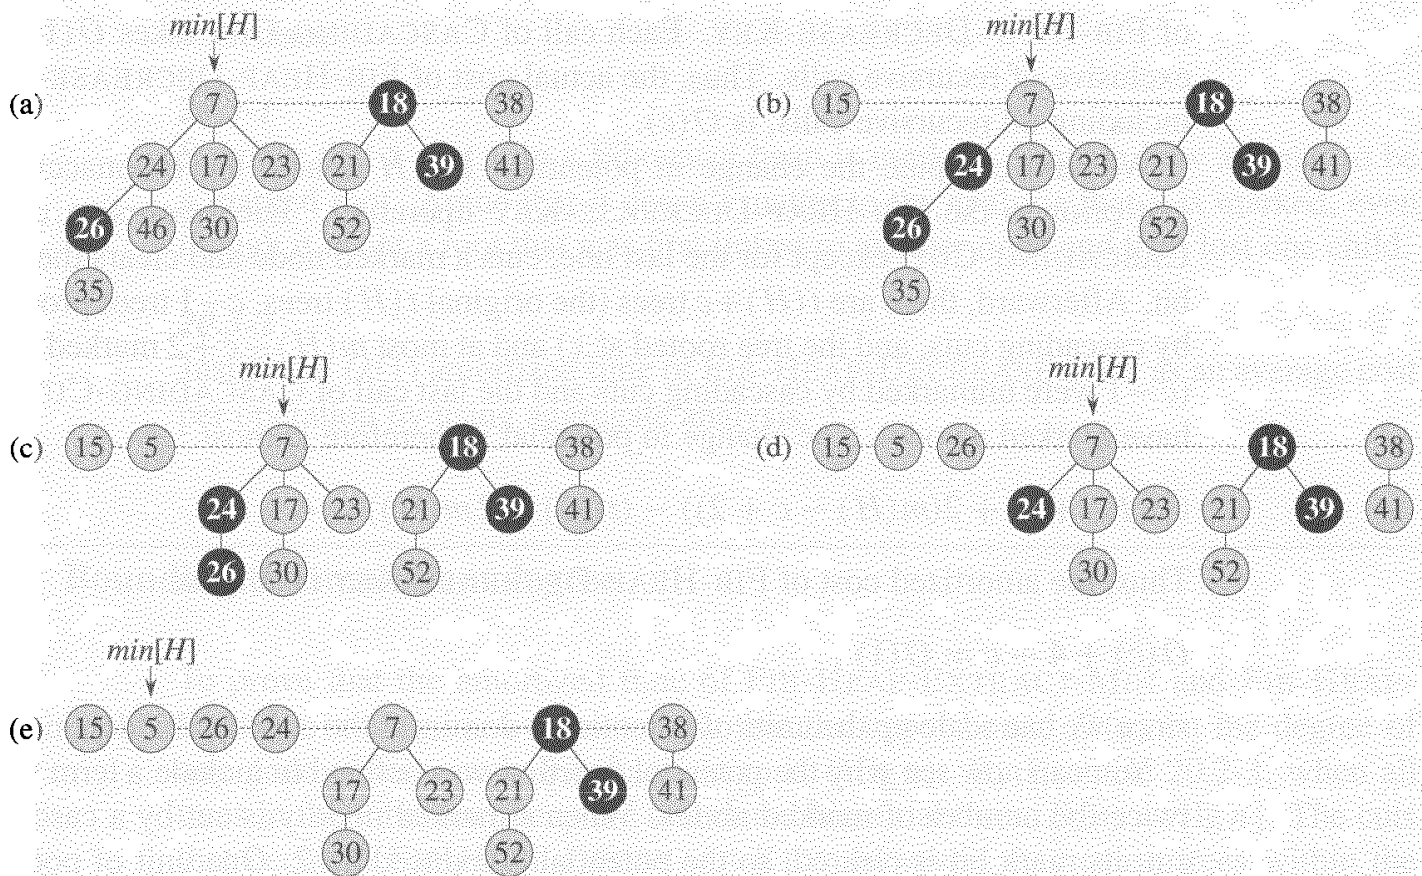 min[H] min[H]
(a) 7 18 38 (b) 15 7 18 38
24 17 23 21 39 41 24 17 23 21 39 41
26 46 30 52 26 30 52
35 35
min[H] min[H]
(c) 15 5 7 18 38 (d) 15 5 26 7 18 38
24 17 23 21 39 41 24 17 23 21 39 41
26 30 52 30 52
min[H]
(e) 15 5 26 24 7 18 38
17 23 21 39 41
30 52